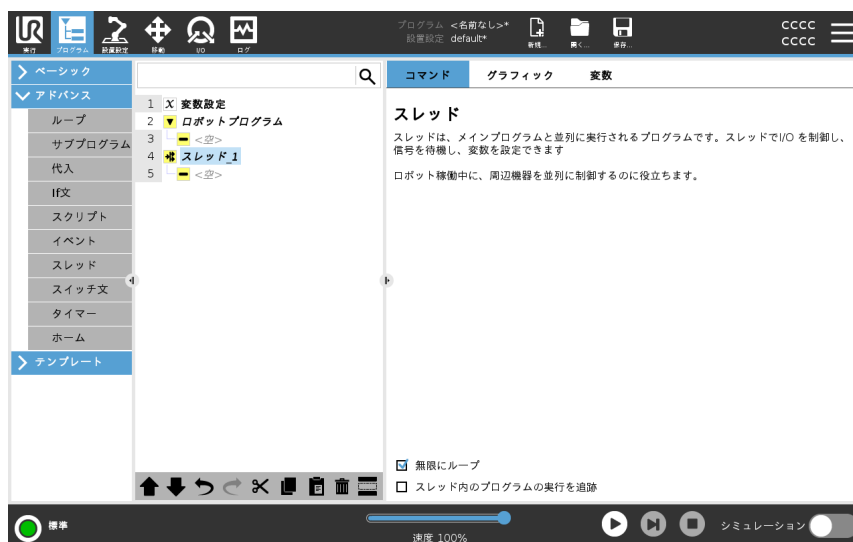 UR
実行
プログラム
設置設定
移動
I/O
ログ
プログラム <名前なし>*
設置設定 default*
新規...
開く...
保存...
cccc
cccc
ベーシック
アドバンス
ループ
サブプログラム
代入
If文
スクリプト
イベント
スレッド
スイッチ文
タイマー
ホーム
テンプレート
1 X 変数設定
2 ロボットプログラム
3 <空>
4 スレッド_1
5 <空>
コマンド グラフィック 変数
スレッド
スレッドは、メインプログラムと並列に実行されるプログラムです。スレッドでI/O を制御し、
信号を待機し、変数を設定できます
ロボット稼働中に、周辺機器を並列に制御するのに役立ちます。
無限にループ
スレッド内のプログラムの実行を追跡
標準
速度 100%
シミュレーション